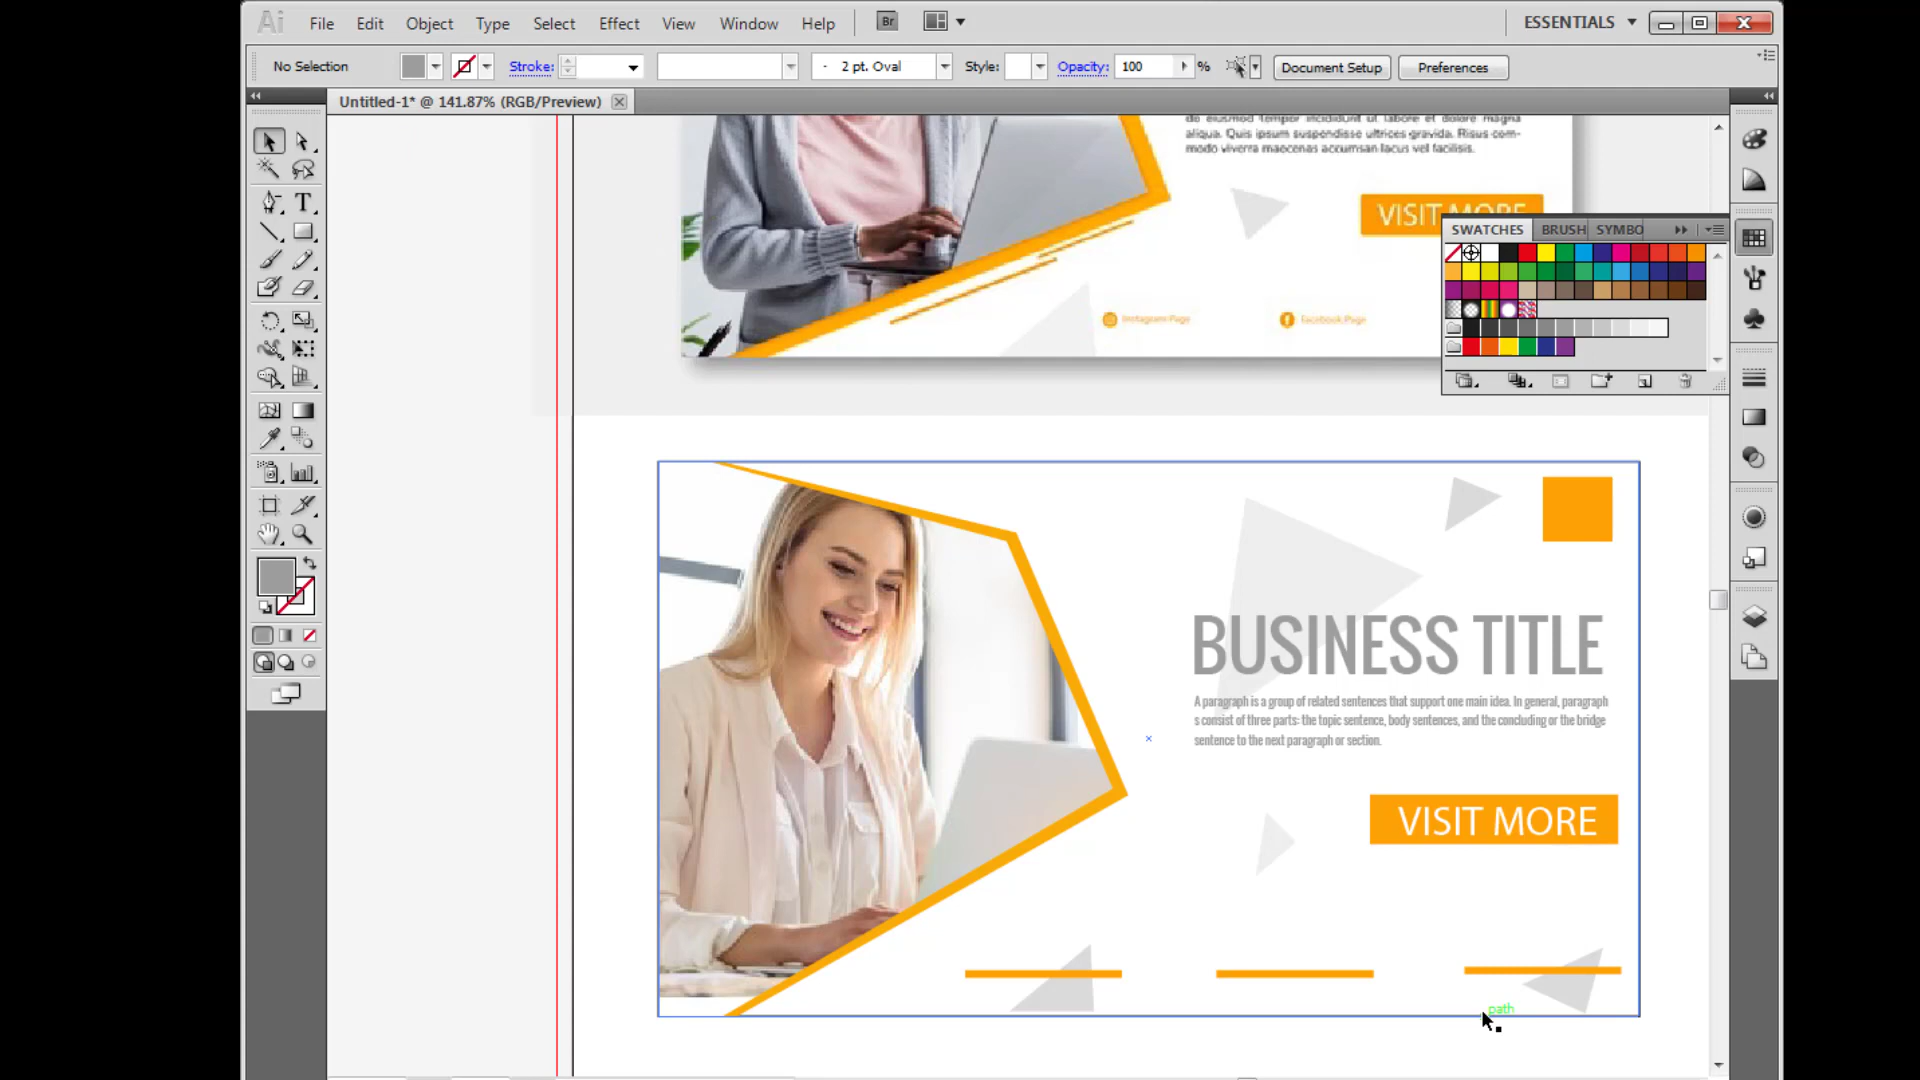 Ai File Edit Object Type Select Effect View Window Help Br ESSENTIALS
No Selection Stroke: 2 pt. Oval Style: Opacity: 100 % Document Setup Preferences
Untitled-1* @ 141.87% (RGB/Preview)
do eiusmod tempor incididunt ut labore et dolore magna
aliqua. Quis ipsum suspendisse ultrices gravida. Risus com-
modo viverra maecenas accumsan lacus vel facilisis.
VISIT MORE
SWATCHES BRUSH SYMBO
Instagram Page Facebook Page
BUSINESS TITLE
A paragraph is a group of related sentences that support one main idea. In general, paragraph
s consist of three parts: the topic sentence, body sentences, and the concluding or the bridge
sentence to the next paragraph or section.
VISIT MORE
path